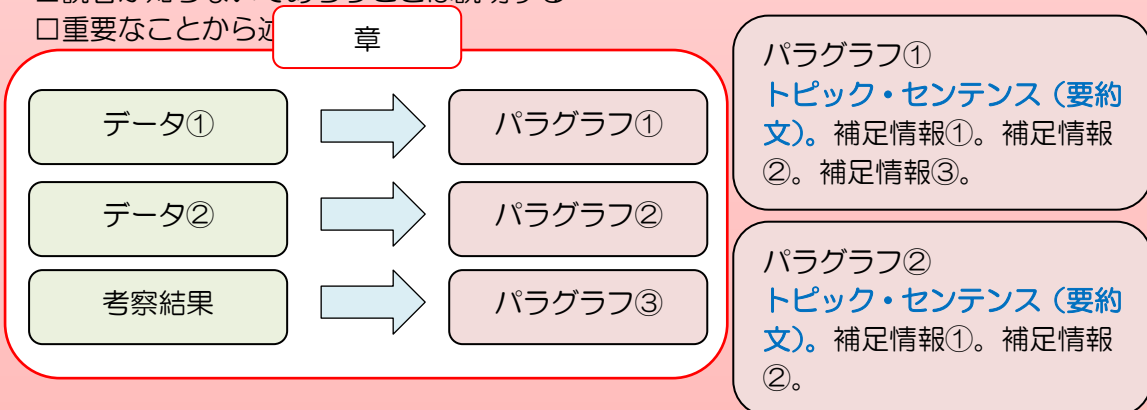 □重要なことから
章
データ①
パラグラフ①
データ②
パラグラフ②
考察結果
パラグラフ③
パラグラフ①
トピック・センテンス（要約
文）。補足情報①。補足情報
②。補足情報③。
パラグラフ②
トピック・センテンス（要約
文）。補足情報①。補足情報
②。